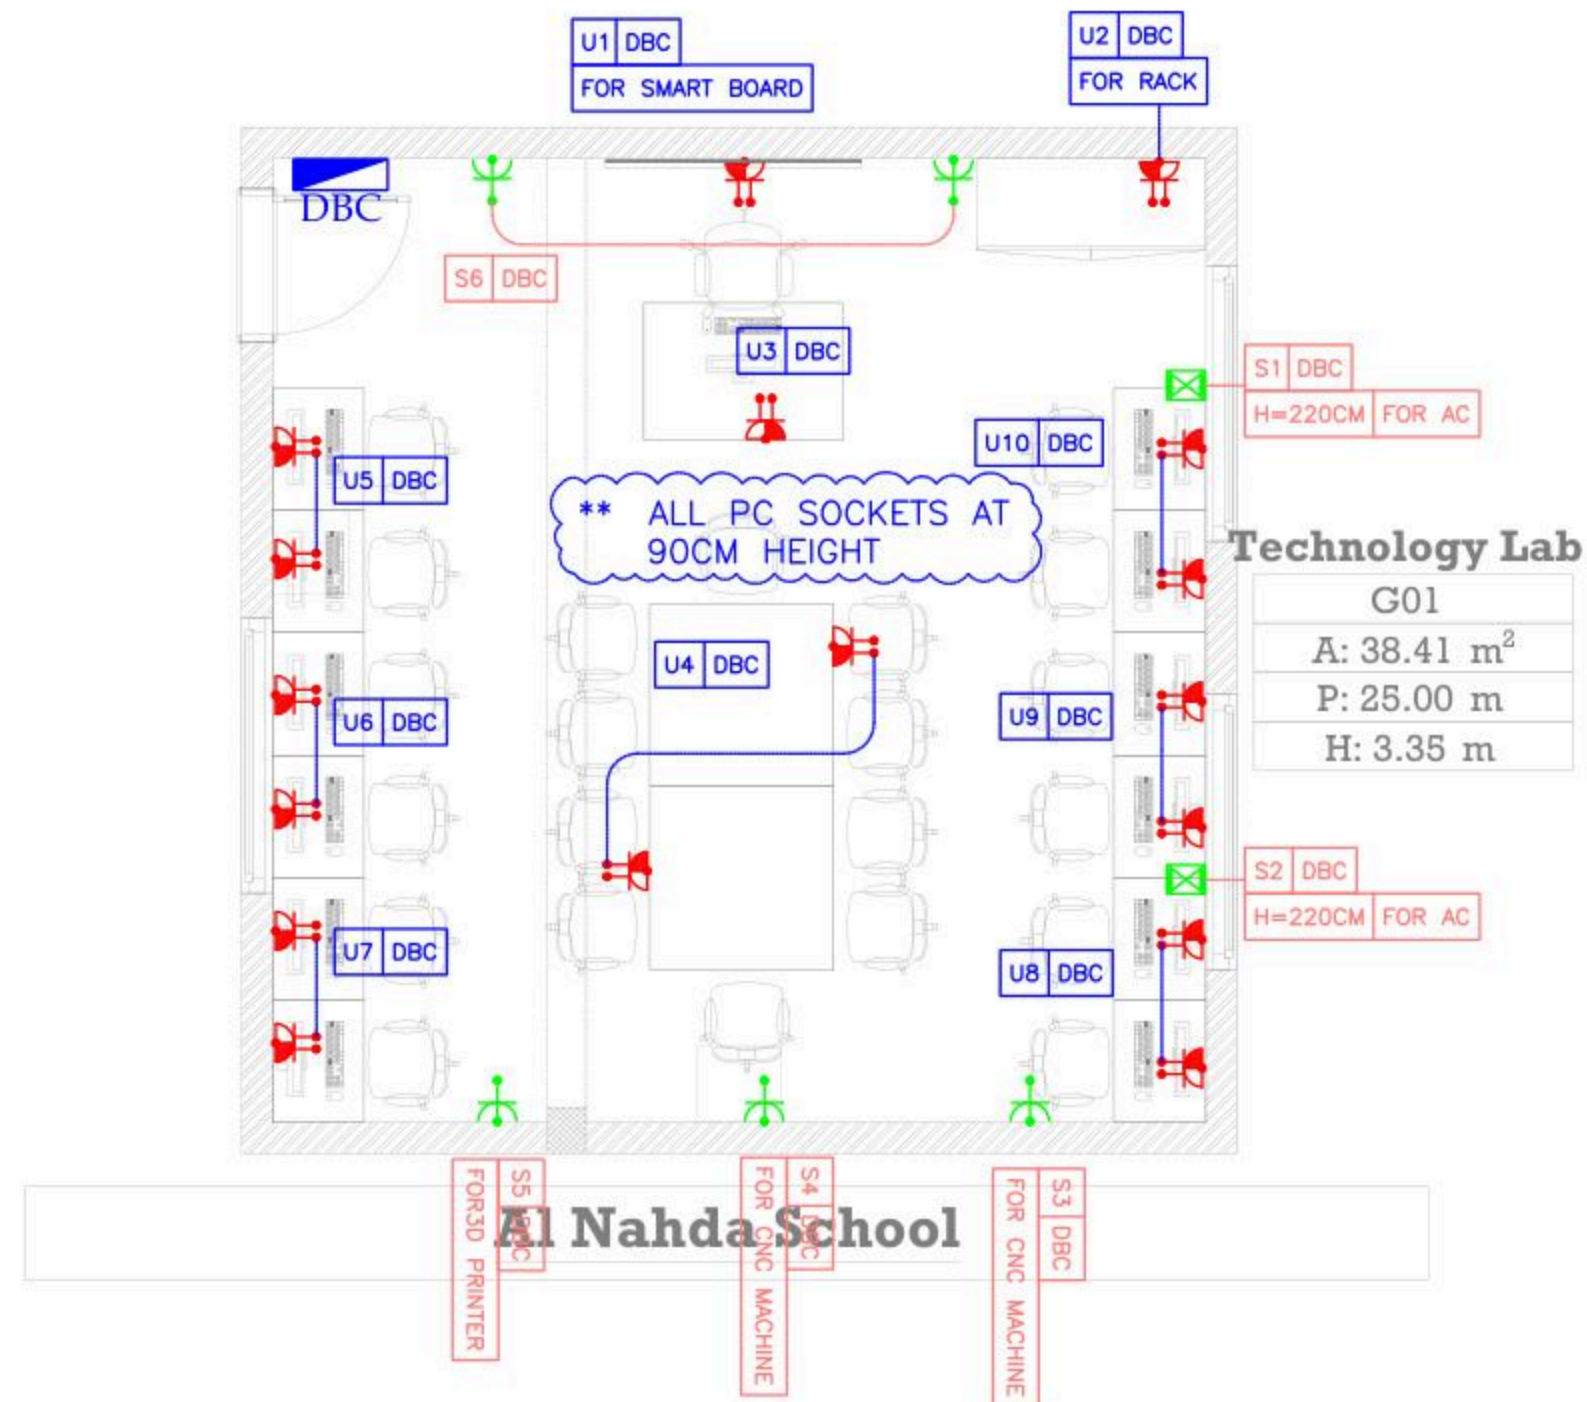 U1 DBC
FOR SMART BOARD
U2 DBC
FOR RACK
DBC
S6 DBC
U3 DBC
S1 DBC
H=220CM FOR AC
U10 DBC
U5 DBC
** ALL PC SOCKETS AT
90CM HEIGHT
Technology Lab
G01
A: 38.41 m²
P: 25.00 m
H: 3.35 m
U4 DBC
U6 DBC
U9 DBC
S2 DBC
H=220CM FOR AC
U7 DBC
U8 DBC
S5 DBC
FOR3D PRINTER
S4 DBC
FOR CNC MACHINE
S3 DBC
FOR CNC MACHINE
Al Nahda School